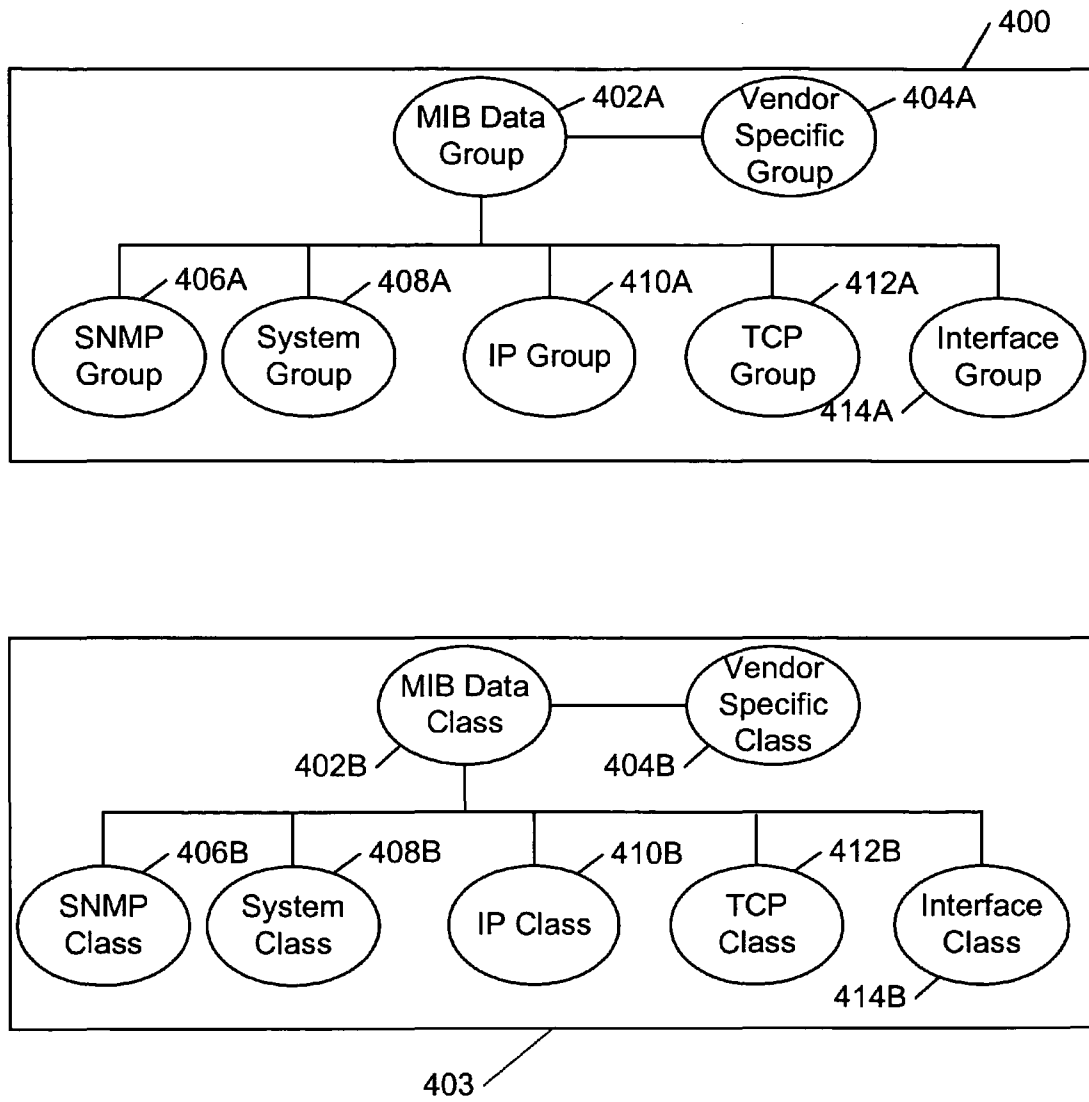 400
MIB Data
Group
402A
Vendor
Specific
Group
404A
406A
408A
410A
412A
SNMP
Group
System
Group
IP Group
TCP
Group
Interface
Group
414A
MIB Data
Class
402B
Vendor
Specific
Class
404B
406B
408B
410B
412B
SNMP
Class
System
Class
IP Class
TCP
Class
Interface
Class
414B
403